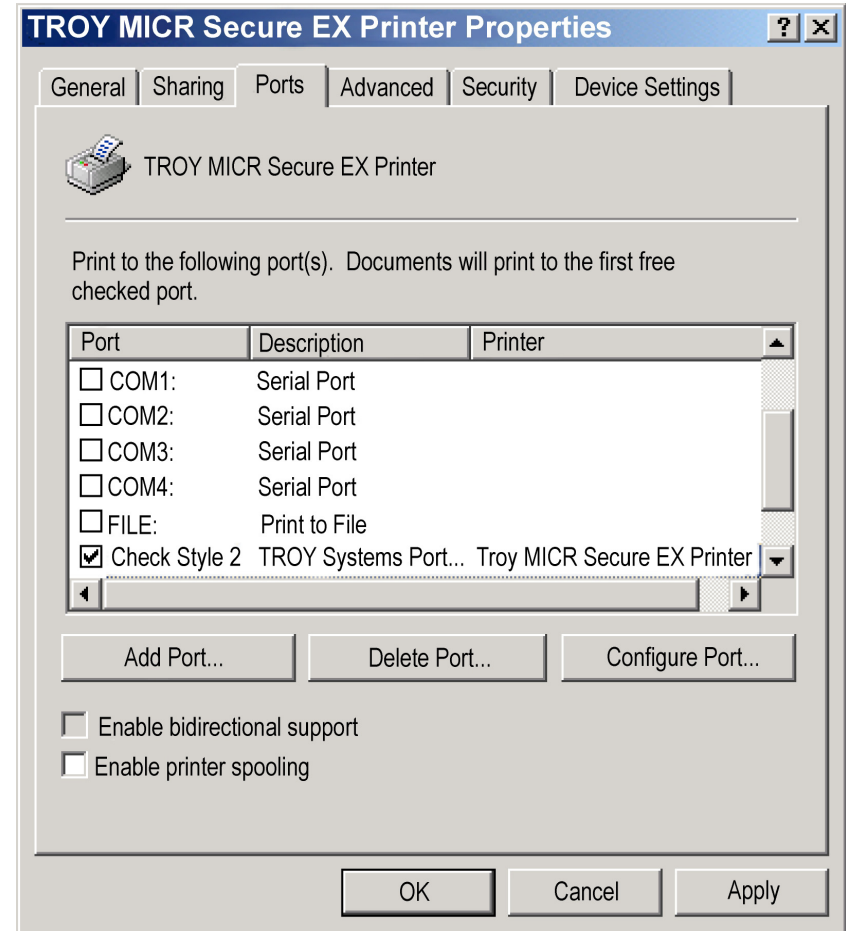 TROY MICR Secure EX Printer Properties
General Sharing Ports Advanced Security Device Settings
TROY MICR Secure EX Printer
Print to the following port(s). Documents will print to the first free
checked port.
Port Description Printer
COM1: Serial Port
COM2: Serial Port
COM3: Serial Port
COM4: Serial Port
FILE: Print to File
Check Style 2 TROY Systems Port... Troy MICR Secure EX Printer
Add Port... Delete Port... Configure Port...
Enable bidirectional support
Enable printer spooling
OK Cancel Apply